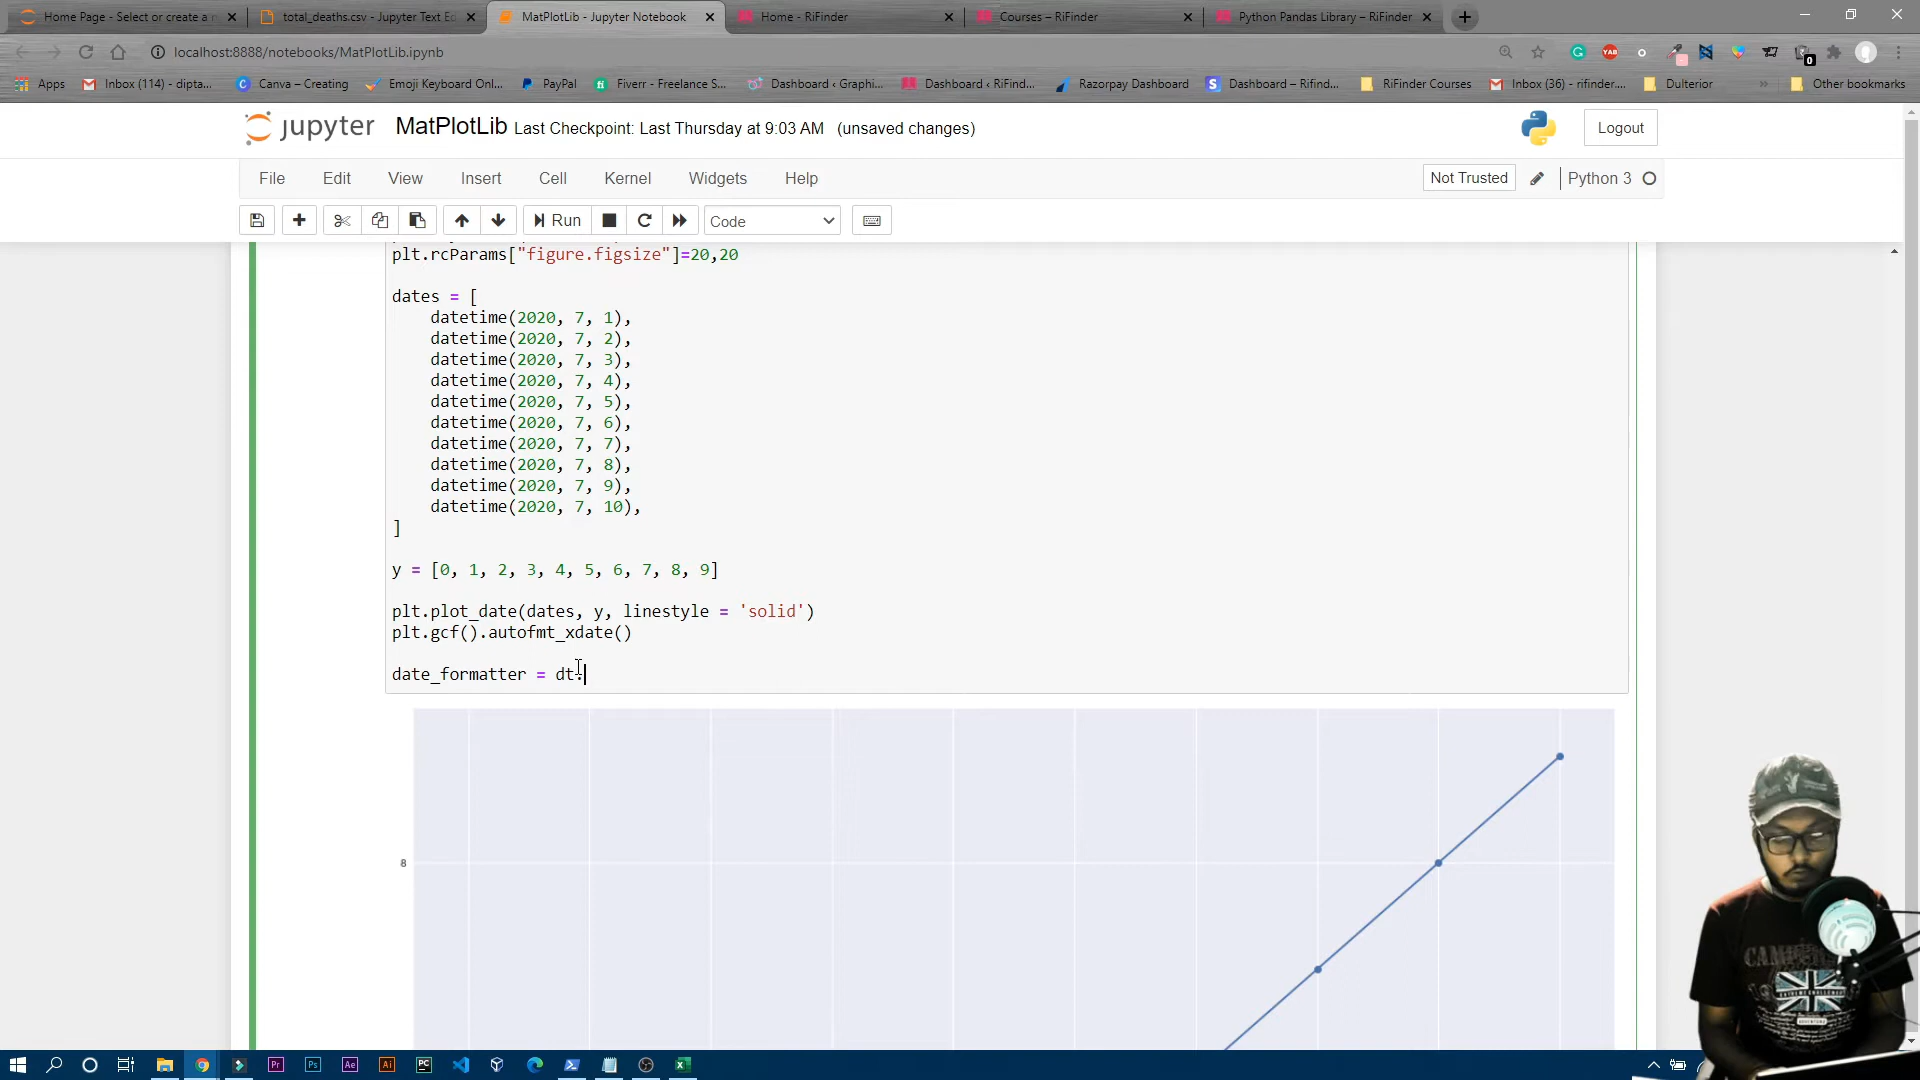 Home Page - Select or create a n
total_deaths.csv - Jupyter Text Ed
MatPlotLib - Jupyter Notebook
Home - RiFinder
Courses – RiFinder
Python Pandas Library – RiFinder
localhost:8888/notebooks/MatPlotLib.ipynb
Apps
Inbox (114) - dipta...
Canva – Creating
Emoji Keyboard Onl...
PayPal
Fiverr - Freelance S...
Dashboard ‹ Graphi...
Dashboard ‹ RiFind...
Razorpay Dashboard
Dashboard – Rifind...
RiFinder Courses
Inbox (36) - rifinder....
Dulterior
»
Other bookmarks
jupyter MatPlotLib Last Checkpoint: Last Thursday at 9:03 AM (unsaved changes)
Logout
File Edit View Insert Cell Kernel Widgets Help
Not Trusted
Python 3
Run
Code
plt.rcParams["figure.figsize"]=20,20
dates = [
datetime(2020, 7, 1),
datetime(2020, 7, 2),
datetime(2020, 7, 3),
datetime(2020, 7, 4),
datetime(2020, 7, 5),
datetime(2020, 7, 6),
datetime(2020, 7, 7),
datetime(2020, 7, 8),
datetime(2020, 7, 9),
datetime(2020, 7, 10),
]
y = [0, 1, 2, 3, 4, 5, 6, 7, 8, 9]
plt.plot_date(dates, y, linestyle = 'solid')
plt.gcf().autofmt_xdate()
date_formatter = dt.
8